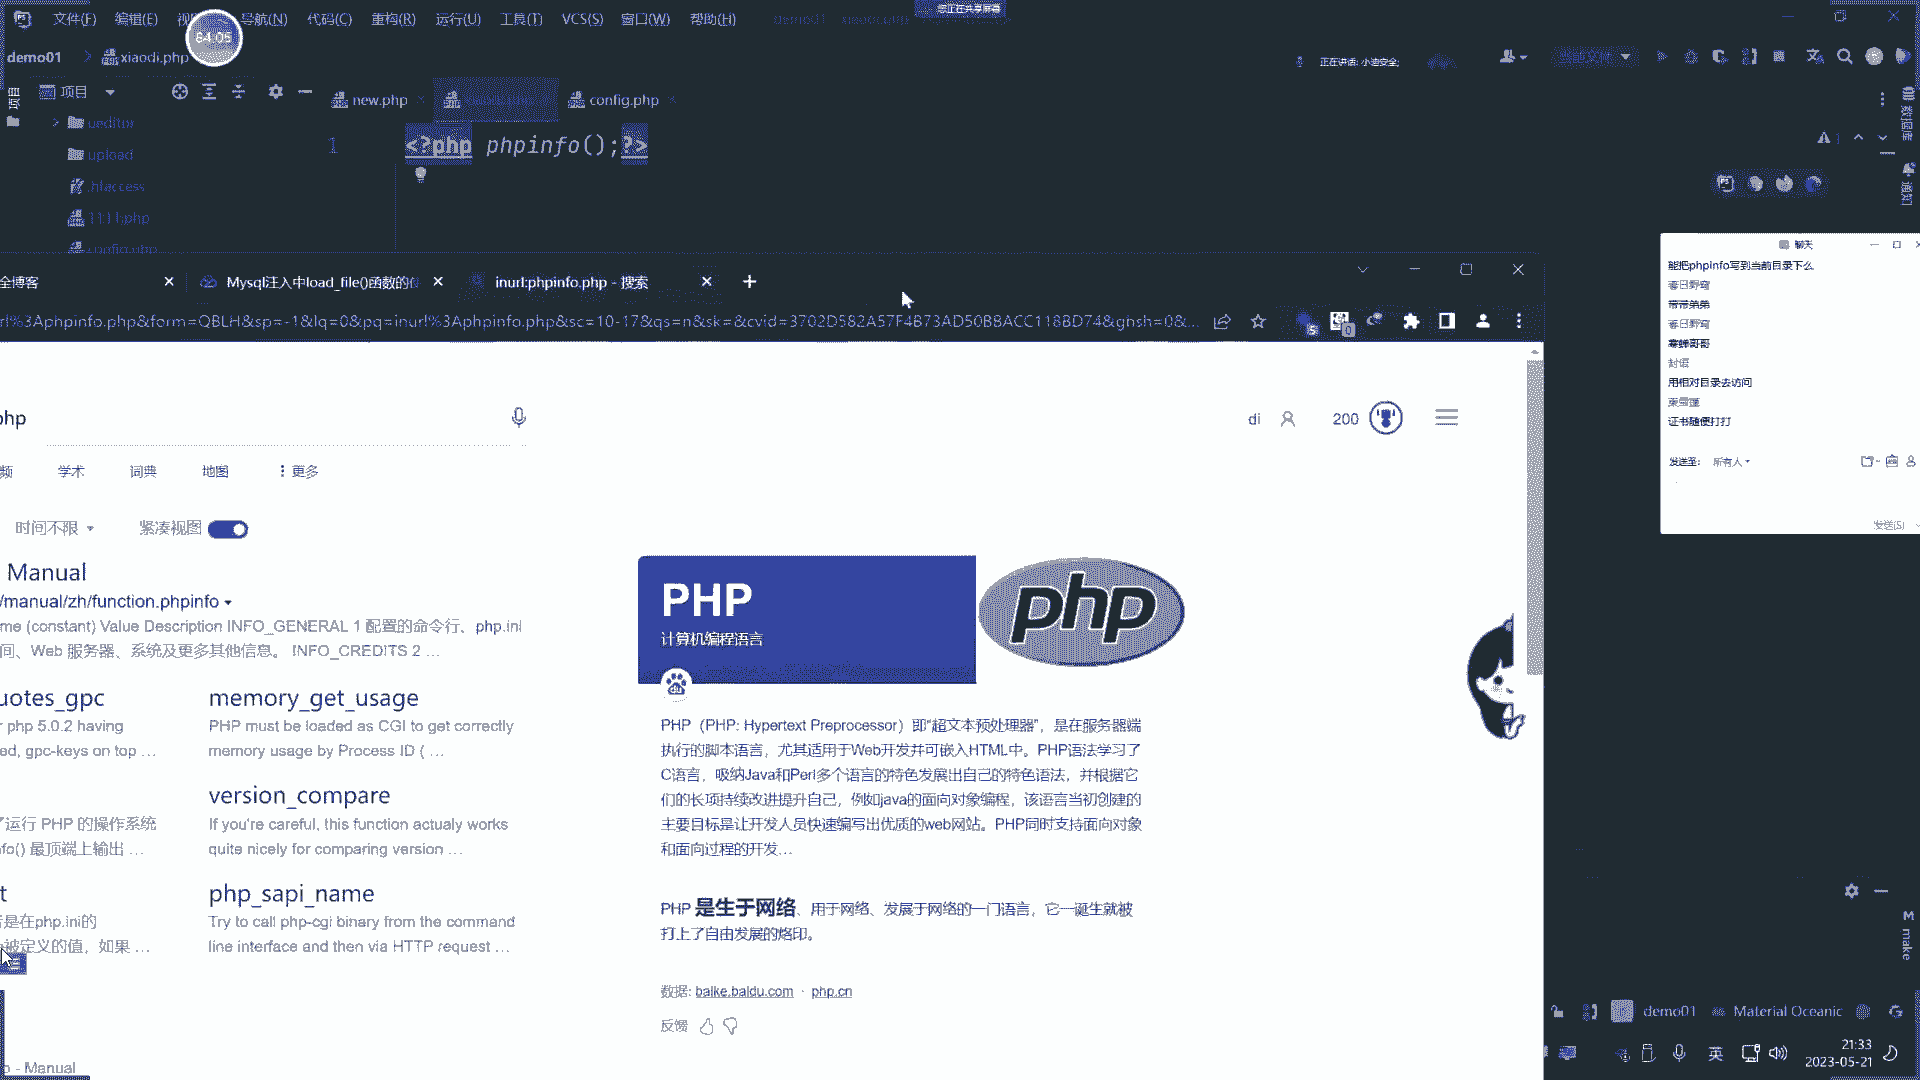 文件(F) 编辑(E) 导航(N) 代码(C) 重构(R) 运行(U) 工具(T) VCS(S) 窗口(W) 帮助(H)
您正在共享屏幕
64:05
demo01 xiaodi.php
正在讲话: 小迪安全;
项目
new.php
config.php
ueditor
upload
.htaccess
1111.php
config.php
1
<?php phpinfo();?>
1
数据库
通知
全博客
Mysql注入中load_file()函数的
inurl:phpinfo.php - 搜索
rl%3Aphpinfo.php&form=QBLH&sp=-1&lq=0&pq=inurl%3Aphpinfo.php&sc=10-17&qs=n&sk=&cvid=3702D582A57F4B73AD50BBACC1188D74&ghsh=0&...
聊天
能把phpinfo写到当前目录下么
春日野穹
带带弟弟
春日野穹
寒蝉哥哥
封语
用相对目录去访问
证书随便打打
发送至: 所有人
发送(S)
php
di
200
频 学术 词典 地图 更多
时间不限 紧凑视图
Manual
/manual/zh/function.phpinfo
me (constant) Value Description INFO_GENERAL 1 配置的命令行、php.ini
间、Web 服务器、系统及更多其他信息。 INFO_CREDITS 2 ...
uotes_gpc
r php 5.0.2 having
ed, gpc-keys on top ...
memory_get_usage
PHP must be loaded as CGI to get correctly
memory usage by Process ID ( ...
version_compare
了运行 PHP 的操作系统
nfo() 最顶端上输出 ...
If you're careful, this function actualy works
quite nicely for comparing version ...
t
php_sapi_name
是在php.ini的
被定义的值，如果 ...
Try to call php-cgi binary from the command
line interface and then via HTTP request ...
- Manual
PHP
计算机编程语言
php
du
PHP（PHP: Hypertext Preprocessor）即“超文本预处理器”，是在服务器端
执行的脚本语言，尤其适用于Web开发并可嵌入HTML中。PHP语法学习了
C语言，吸纳Java和Perl多个语言的特色发展出自己的特色语法，并根据它
们的长项持续改进提升自己，例如java的面向对象编程，该语言当初创建的
主要目标是让开发人员快速编写出优质的web网站。PHP同时支持面向对象
和面向过程的开发...
PHP 是生于网络、用于网络、发展于网络的一门语言，它一诞生就被
打上了自由发展的烙印。
数据: baike.baidu.com · php.cn
反馈
make
demo01 Material Oceanic
英
21:33
2023-05-21